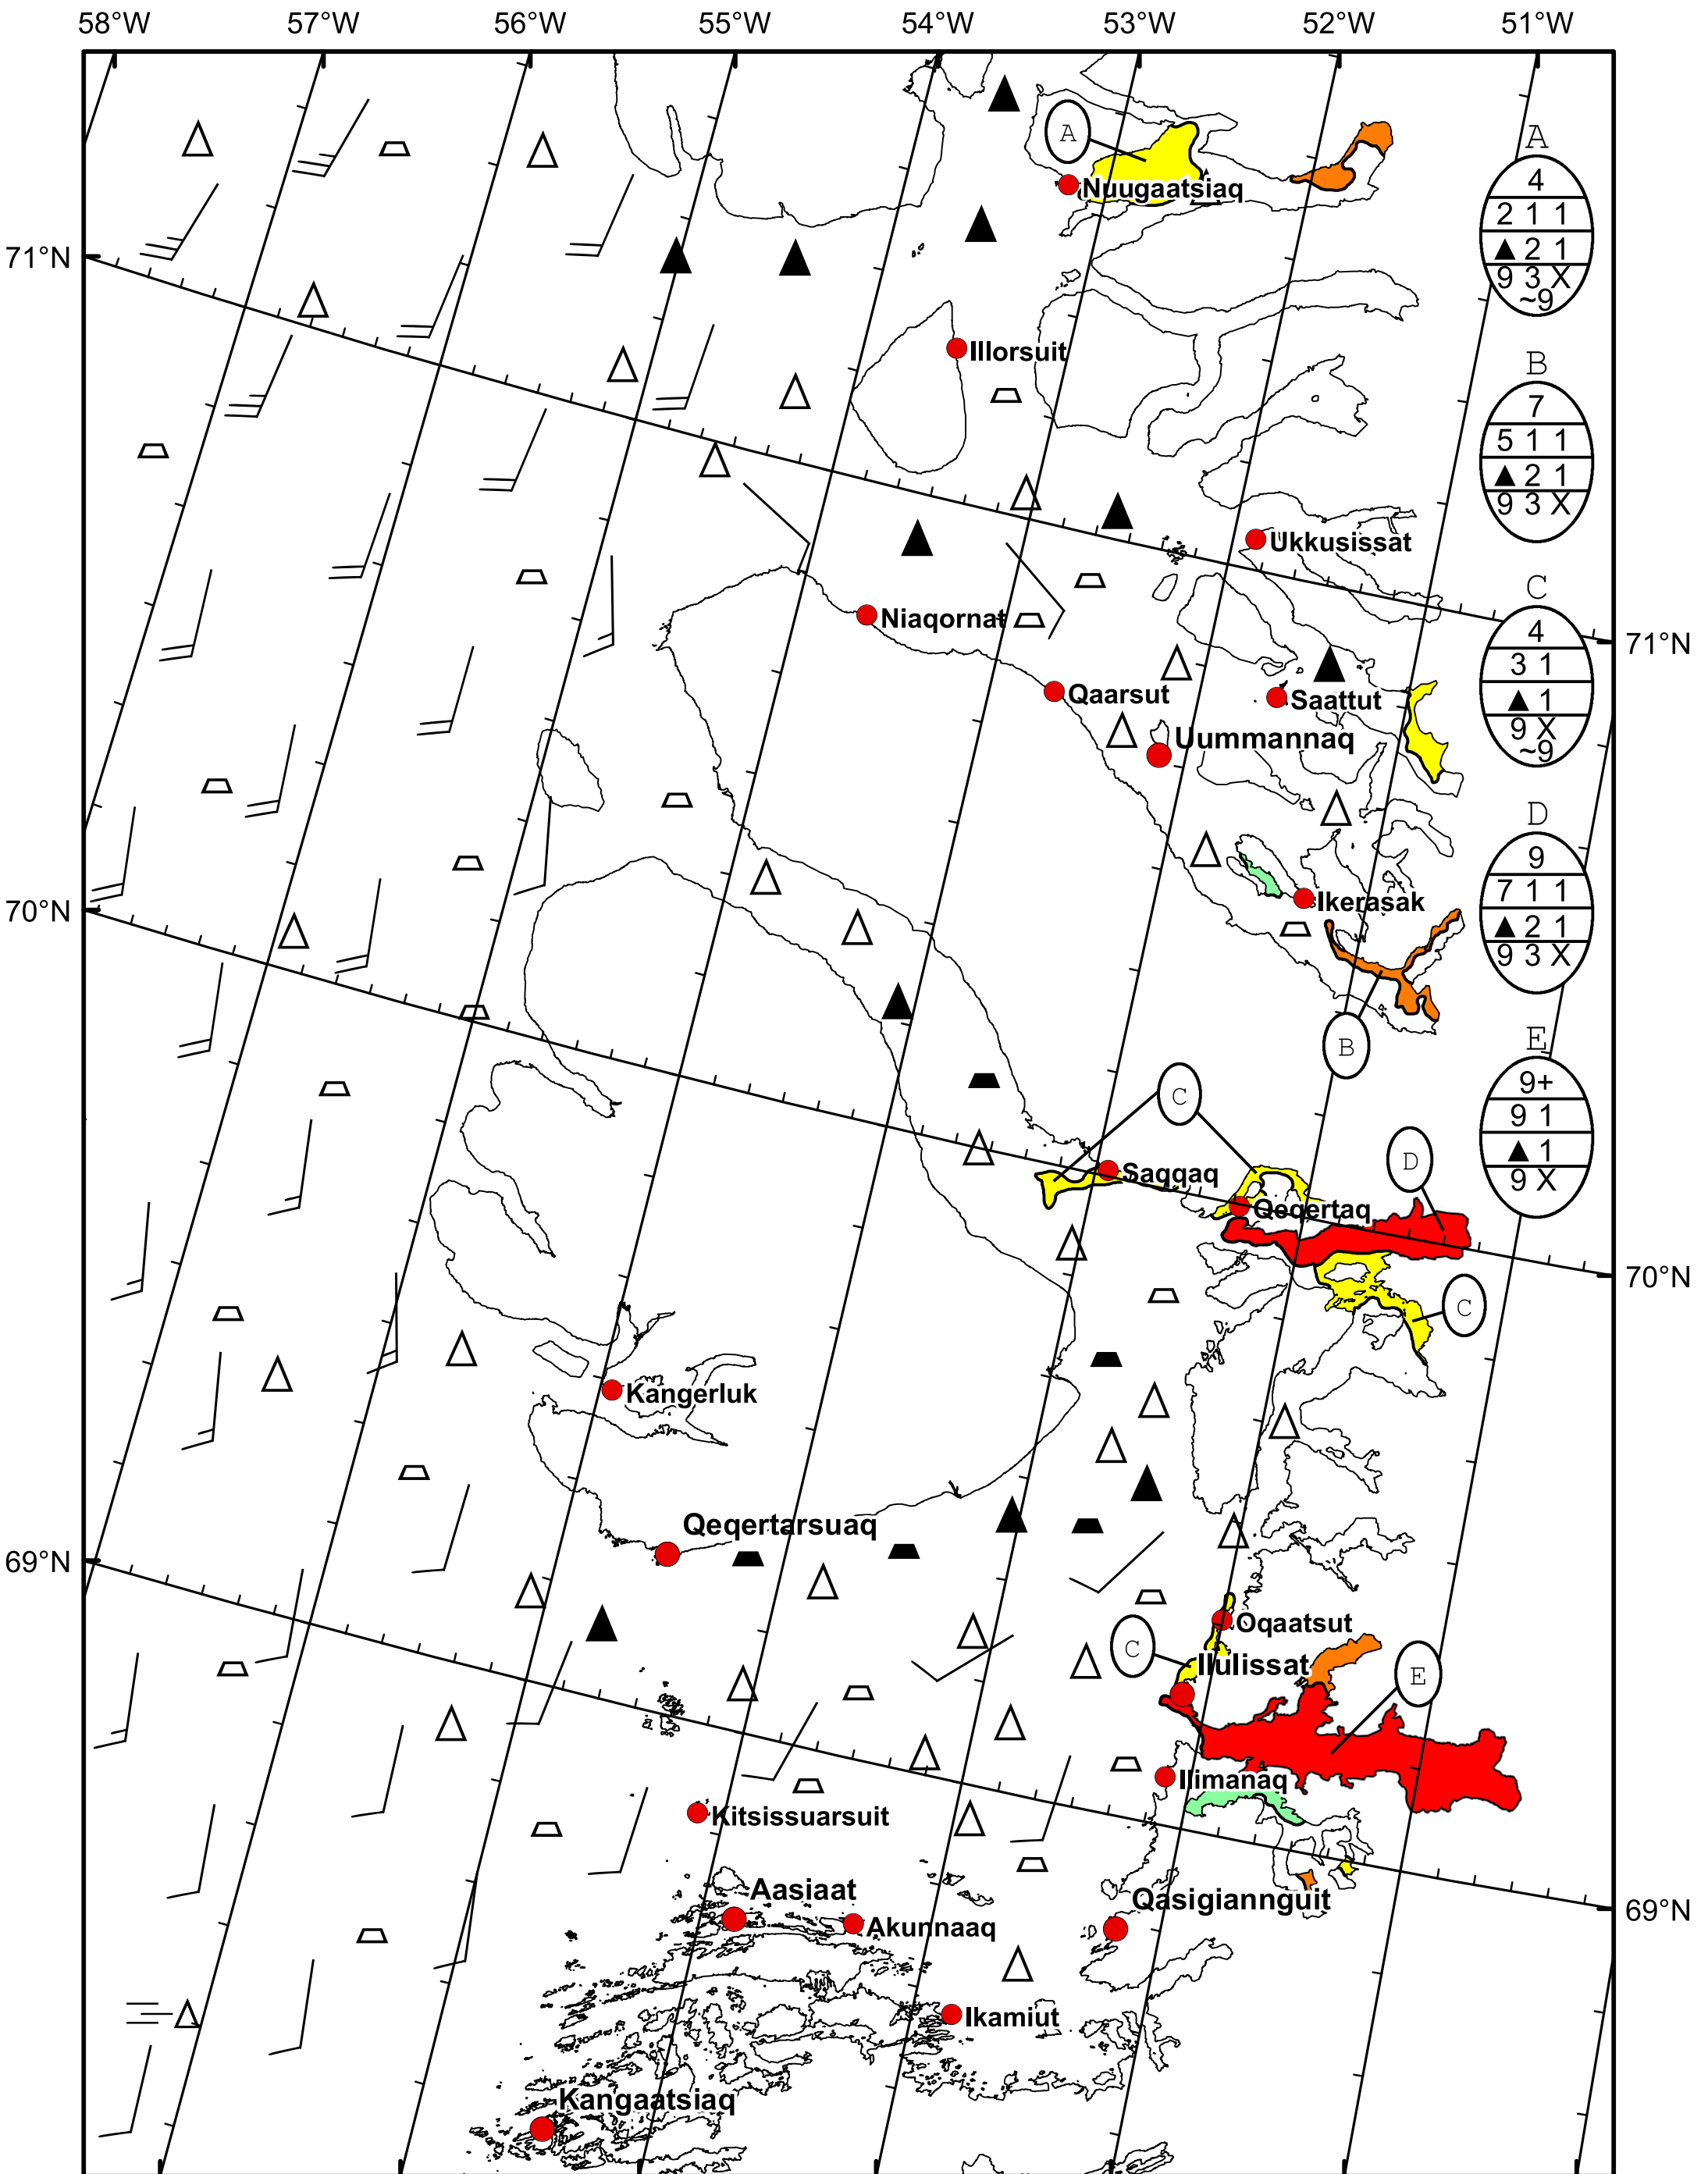 58°W 57°W 56°W 55°W 54°W 53°W 52°W 51°W
A
A
Nuugaatsiaq
4
2 1 1
▲ 2 1
9 3 X
~9
71°N
Illorsuit
B
7
5 1 1
▲ 2 1
9 3 X
Ukkusissat
C
4
3 1
▲ 1
9 X
~9
Niaqornat
71°N
Qaarsut
Saattut
Uummannaq
D
9
7 1 1
▲ 2 1
9 3 X
Ikerasak
70°N
B
E
9+
9 1
▲ 1
9 X
C
D
Saqqaq
Qeqertaq
70°N
C
Kangerluk
Qeqertarsuaq
69°N
Oqaatsut
C
Ilulissat
E
Ilimanaq
Kitsissuarsuit
Aasiaat
Qasigiannguit
69°N
Akunnaaq
Ikamiut
Kangaatsiaq